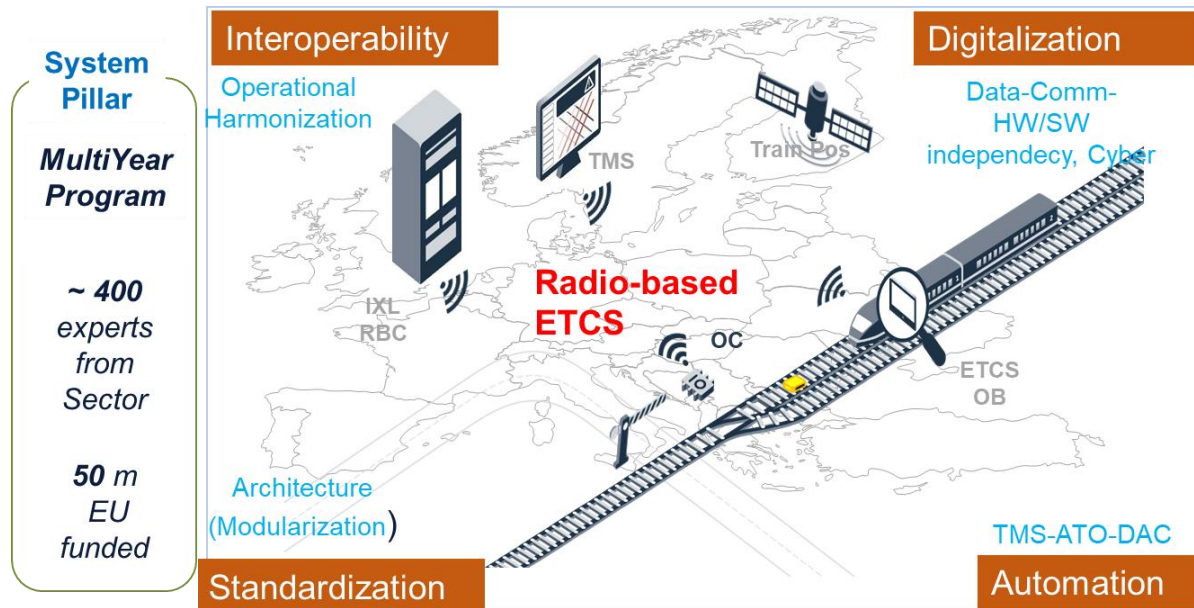 System
Pillar
MultiYear
Program
~ 400
experts
from
Sector
50 m
EU
funded
Interoperability
Operational
Harmonization
Digitalization
Data-Comm-
HW/SW
independecy, Cyber
TMS
Train Pos
Radio-based
ETCS
IXL
RBC
OC
ETCS
OB
Architecture
(Modularization)
Standardization
TMS-ATO-DAC
Automation